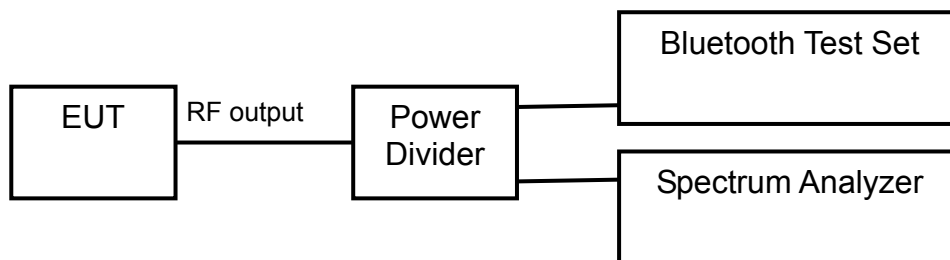 EUT
RF output
Power
Divider
Bluetooth Test Set
Spectrum Analyzer